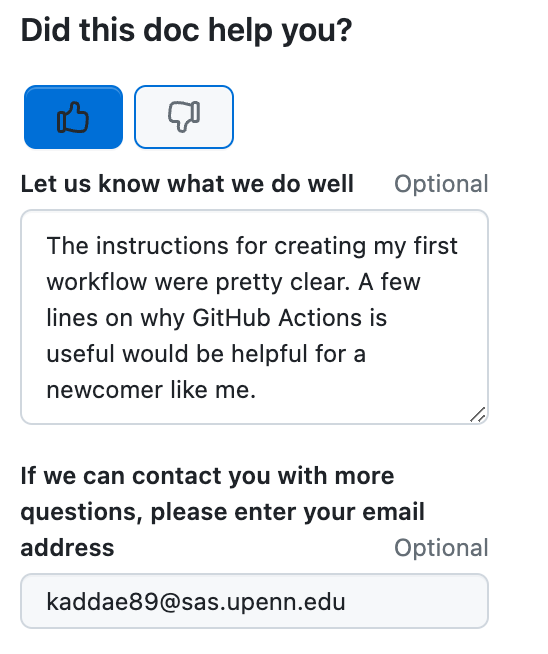 Did this doc help you?
Let us know what we do well Optional
The instructions for creating my first
workflow were pretty clear. A few
lines on why GitHub Actions is
useful would be helpful for a
newcomer like me.
If we can contact you with more
questions, please enter your email
address Optional
kaddae89@sas.upenn.edu